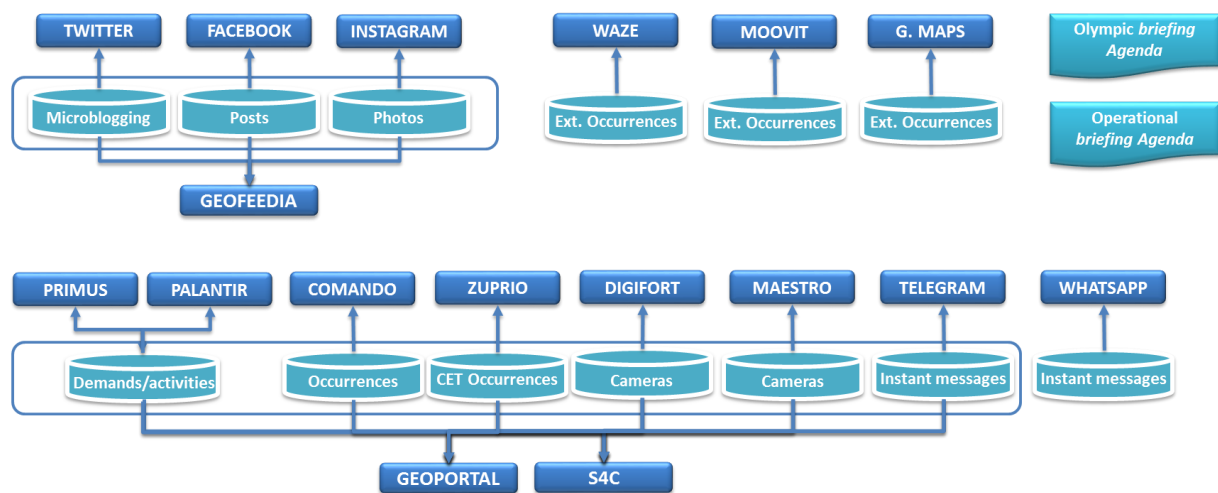 TWITTER
FACEBOOK
INSTAGRAM
WAZE
MOOVIT
G. MAPS
Olympic briefing
Agenda
Microblogging
Posts
Photos
Ext. Occurrences
Ext. Occurrences
Ext. Occurrences
Operational
briefing Agenda
GEOFEEDIA
PRIMUS
PALANTIR
COMANDO
ZUPRIO
DIGIFORT
MAESTRO
TELEGRAM
WHATSAPP
Demands/activities
Occurrences
CET Occurrences
Cameras
Cameras
Instant messages
Instant messages
GEOPORTAL
S4C